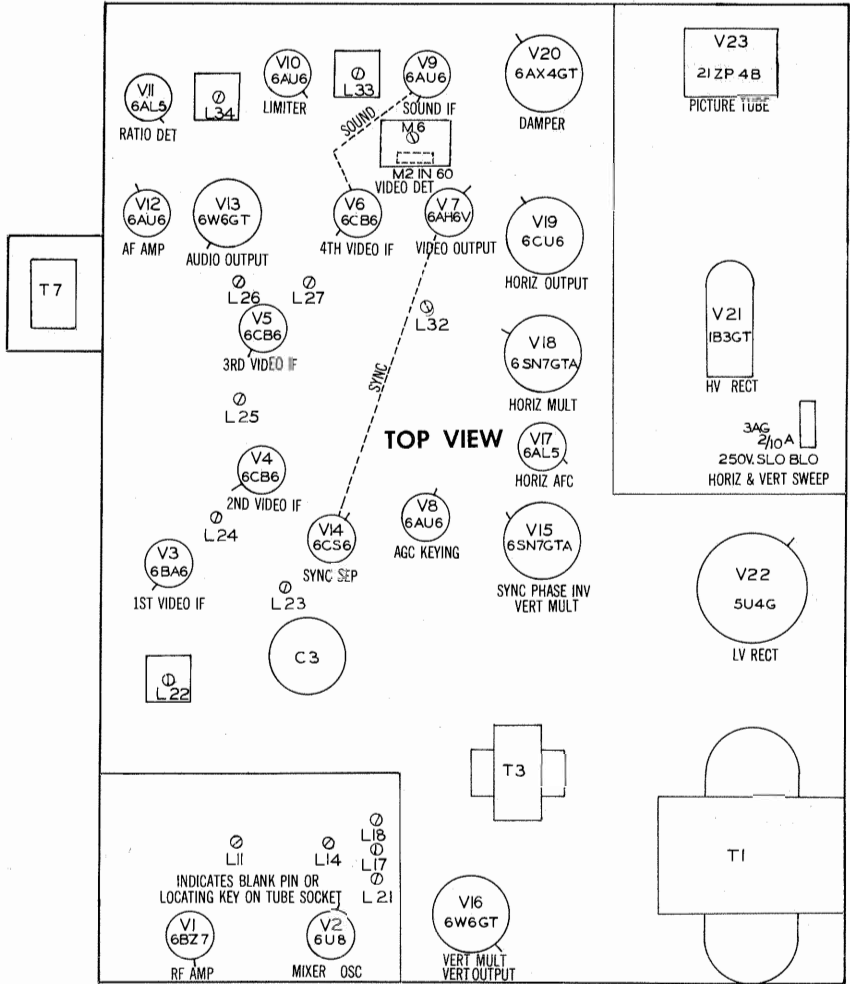 V23
21ZP4B
PICTURE TUBE
V20
6AX4GT
DAMPER
V9
6AU6
SOUND IF
L33
V10
6AU6
LIMITER
L34
V11
6AL5
RATIO DET
SOUND
M6
M2 IN 60
VIDEO DET
V12
6AU6
AF AMP
V13
6W6GT
AUDIO OUTPUT
V6
6CB6
4TH VIDEO IF
V7
6AH6V
VIDEO OUTPUT
V19
6CU6
HORIZ OUTPUT
T7
L26
L27
L32
V5
6CB6
3RD VIDEO IF
V18
6SN7GTA
HORIZ MULT
V21
1B3GT
HV RECT
SYNC
L25
TOP VIEW
V17
6AL5
HORIZ AFC
3AG
2/10 A
250V. SLO BLO
HORIZ & VERT SWEEP
V4
6CB6
2ND VIDEO IF
L24
V14
6CS6
SYNC SEP
V8
6AU6
AGC KEYING
V15
6SN7GTA
SYNC PHASE INV
VERT MULT
V3
6BA6
1ST VIDEO IF
L23
V22
5U4G
LV RECT
C3
L22
T3
T1
L18
L11
L14
L17
L21
INDICATES BLANK PIN OR
LOCATING KEY ON TUBE SOCKET
V1
6BZ7
RF AMP
V2
6U8
MIXER OSC
V16
6W6GT
VERT MULT
VERT OUTPUT